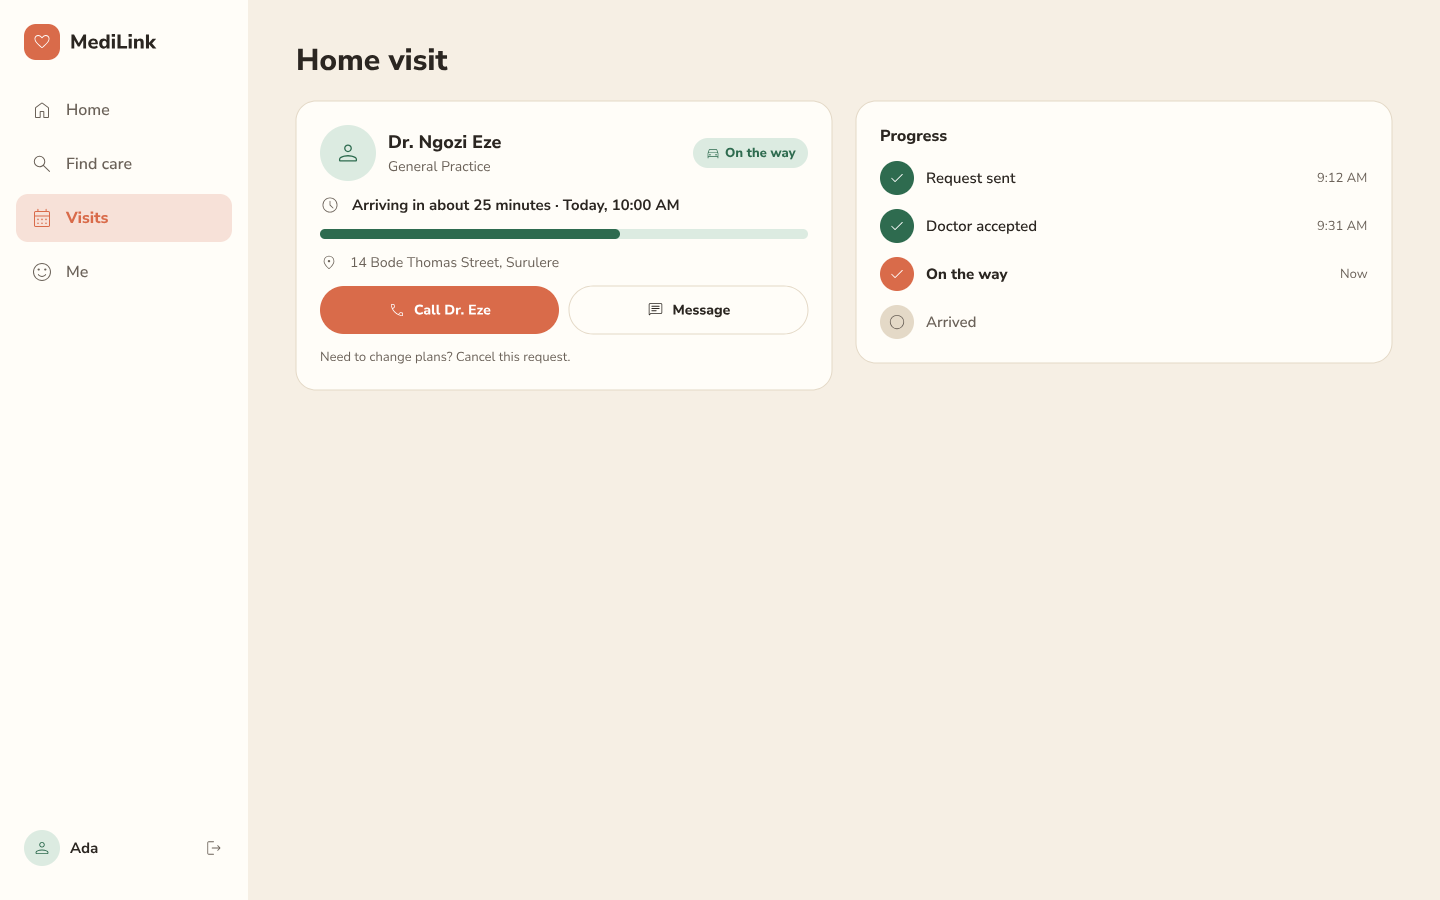 MediLink
Home
Find care
Visits
Me
Ada
Home visit
Dr. Ngozi Eze
General Practice
On the way
Arriving in about 25 minutes · Today, 10:00 AM
14 Bode Thomas Street, Surulere
Call Dr. Eze
Message
Need to change plans? Cancel this request.
Progress
Request sent 9:12 AM
Doctor accepted 9:31 AM
On the way Now
Arrived